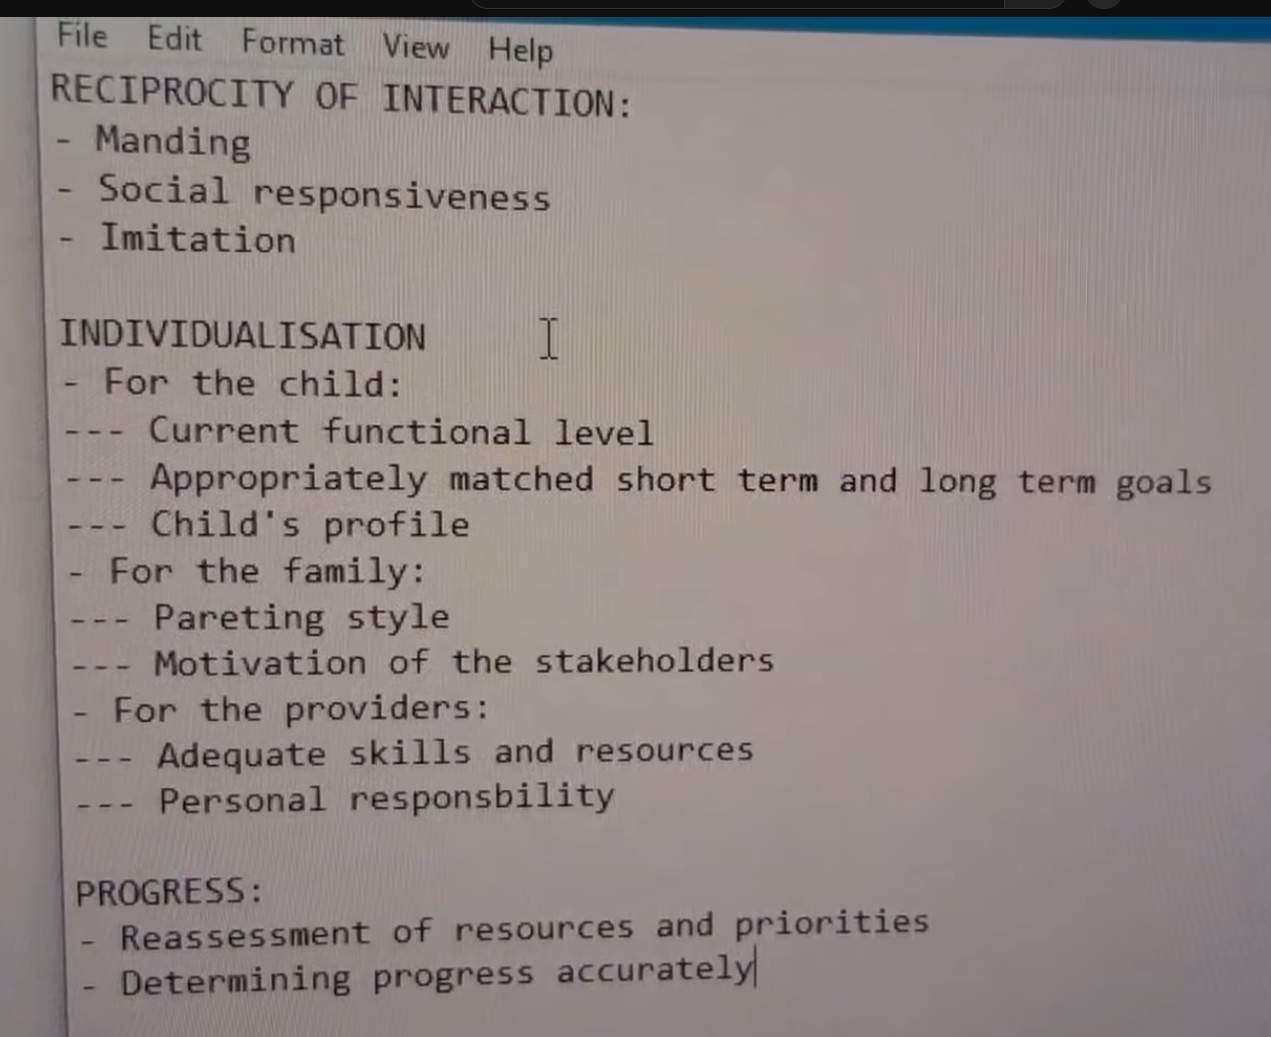 File Edit Format View Help
RECIPROCITY OF INTERACTION:
- Manding
- Social responsiveness
- Imitation
INDIVIDUALISATION
- For the child:
--- Current functional level
--- Appropriately matched short term and long term goals
--- Child's profile
- For the family:
--- Pareting style
--- Motivation of the stakeholders
- For the providers:
--- Adequate skills and resources
--- Personal responsbility
PROGRESS:
- Reassessment of resources and priorities
- Determining progress accurately